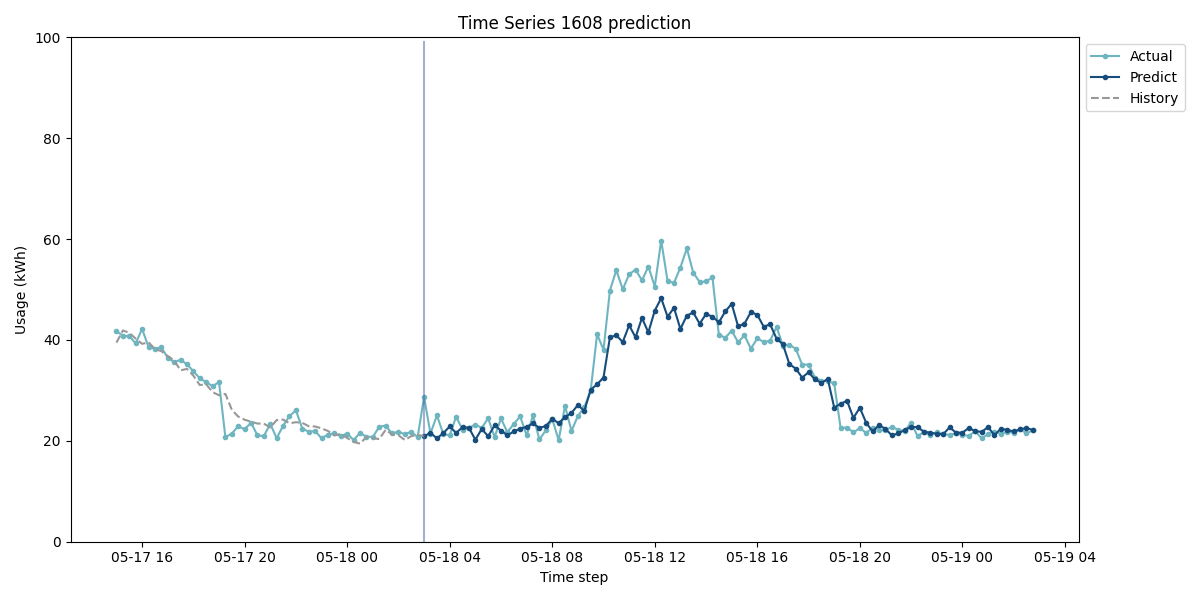 Time Series 1608 prediction
100
80
60
40
20
0
Usage (kWh)
05-17 16
05-17 20
05-18 00
05-18 04
05-18 08
05-18 12
05-18 16
05-18 20
05-19 00
05-19 04
Time step
Actual
Predict
History